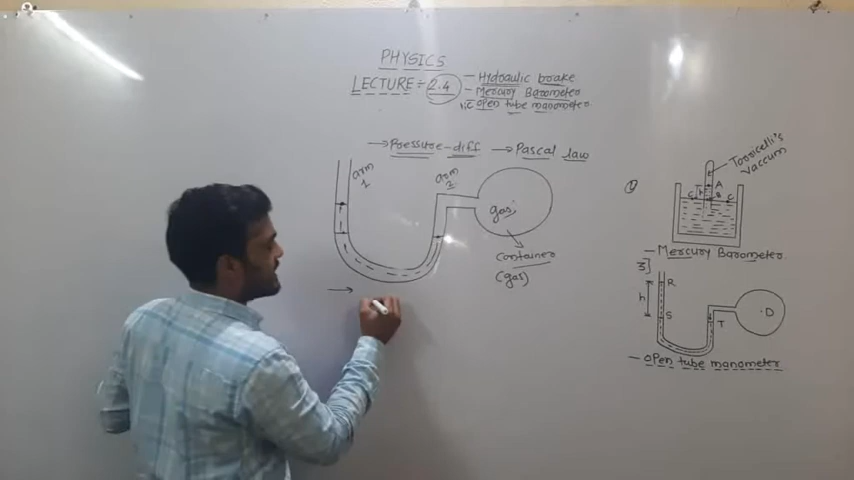 PHYSICS
LECTURE ÷ 2.4
- Hydraulic brake
- Mercury Barometer
open tube manometer
→ Pressure-diff → Pascal law
arm 1
arm 2
gas
container
(gas)
→
Torricelli's
vaccum
A
B
C
C
h
- Mercury Barometer.
3]
R
h
S
T
.D
- open tube manometer